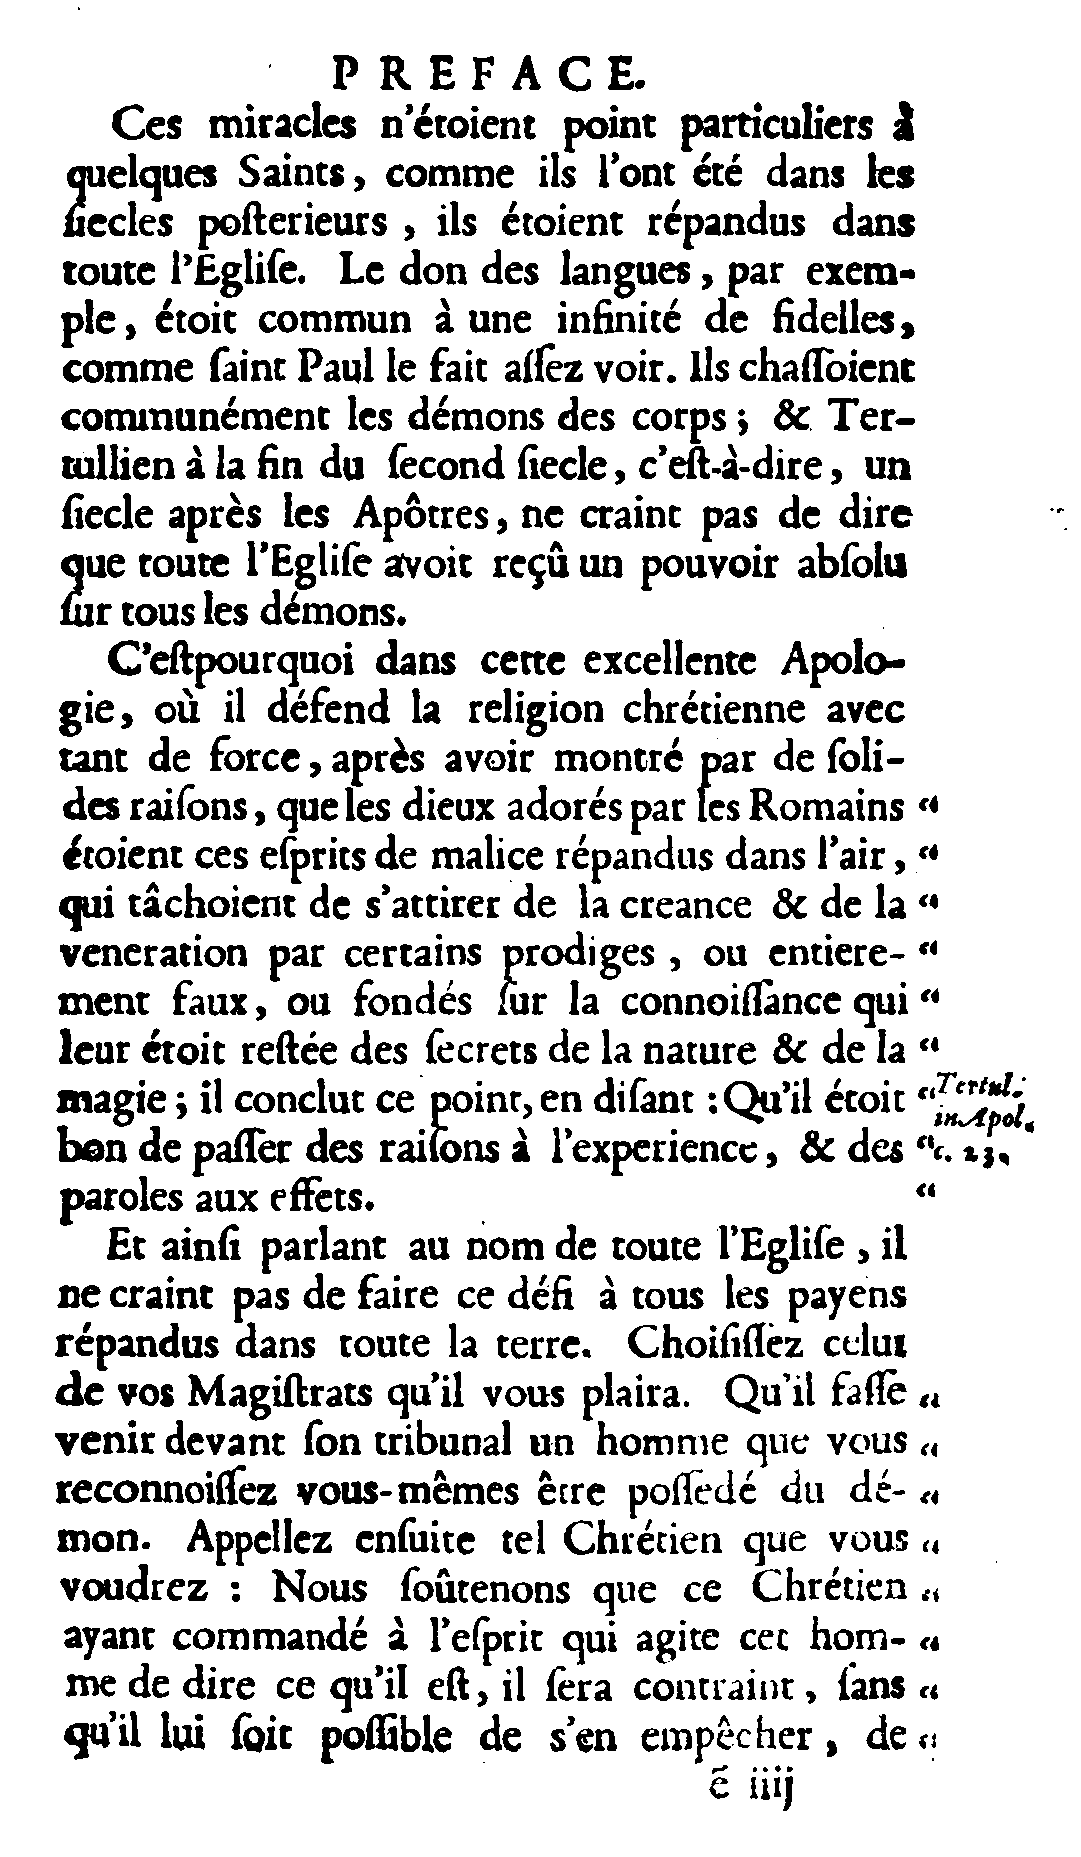 PREFACE.
Ces miracles n'étoient point particuliers à
quelques Saints, comme ils l'ont été dans les
ſiecles poſterieurs, ils étoient répandus dans
toute l'Egliſe. Le don des langues, par exem-
ple, étoit commun à une infinité de fidelles,
comme ſaint Paul le fait aſſez voir. Ils chaſſoient
communément les démons des corps; & Ter-
tullien à la fin du ſecond ſiecle, c'eſt-à-dire, un
ſiecle après les Apôtres, ne craint pas de dire
que toute l'Egliſe avoit reçû un pouvoir abſolu
ſur tous les démons.
C'eſtpourquoi dans cette excellente Apolo-
gie, où il défend la religion chrétienne avec
tant de force, après avoir montré par de ſoli-
des raiſons, que les dieux adorés par les Romains “
étoient ces eſprits de malice répandus dans l'air, “
qui tâchoient de s'attirer de la creance & de la “
veneration par certains prodiges, ou entiere- “
ment faux, ou fondés ſur la connoiſſance qui “
leur étoit reſtée des ſecrets de la nature & de la “
magie; il conclut ce point, en diſant : Qu'il étoit “ Tertul.
in Apol.
bon de paſſer des raiſons à l'experience, & des “ c. 23.
paroles aux effets. “
Et ainſi parlant au nom de toute l'Egliſe, il
ne craint pas de faire ce défi à tous les payens
répandus dans toute la terre. Choiſiſſez celui
de vos Magiſtrats qu'il vous plaira. Qu'il faſſe “
venir devant ſon tribunal un homme que vous “
reconnoiſſez vous-mêmes être poſſedé du dé- “
mon. Appellez enſuite tel Chrétien que vous “
voudrez : Nous ſoûtenons que ce Chrétien “
ayant commandé à l'eſprit qui agite cet hom- “
me de dire ce qu'il eſt, il ſera contraint, ſans “
qu'il lui ſoit poſſible de s'en empêcher, de “
ẽ iiij